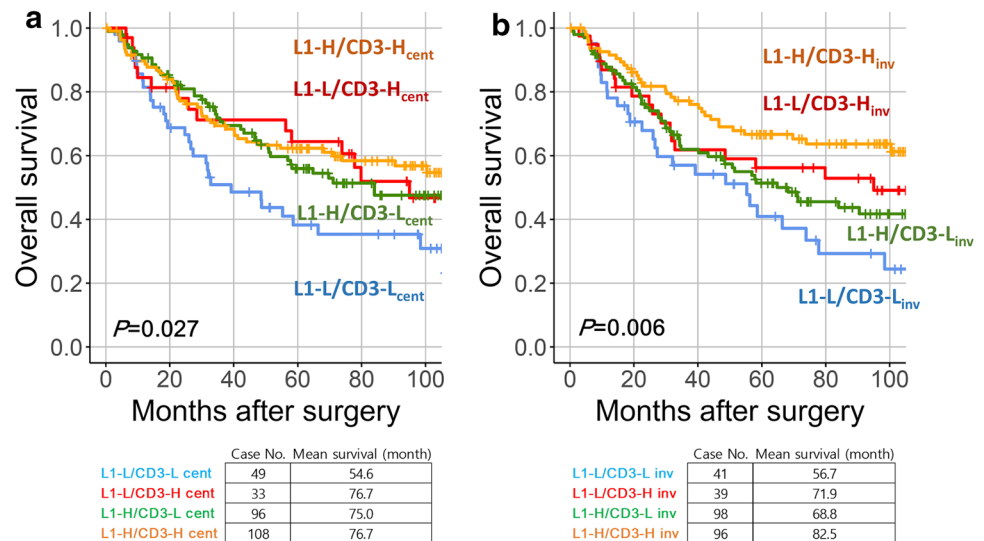 a
L1-H/CD3-Hcent
L1-L/CD3-Hcent
L1-H/CD3-Lcent
L1-L/CD3-Lcent
P=0.027
Overall survival
1.0
0.8
0.6
0.4
0.2
0.0
0 20 40 60 80 100
Months after surgery
Case No. Mean survival (month)
L1-L/CD3-L cent 49 54.6
L1-L/CD3-H cent 33 76.7
L1-H/CD3-L cent 96 75.0
L1-H/CD3-H cent 108 76.7
b
L1-H/CD3-Hinv
L1-L/CD3-Hinv
L1-H/CD3-Linv
L1-L/CD3-Linv
P=0.006
Overall survival
1.0
0.8
0.6
0.4
0.2
0.0
0 20 40 60 80 100
Months after surgery
Case No. Mean survival (month)
L1-L/CD3-L inv 41 56.7
L1-L/CD3-H inv 39 71.9
L1-H/CD3-L inv 98 68.8
L1-H/CD3-H inv 96 82.5